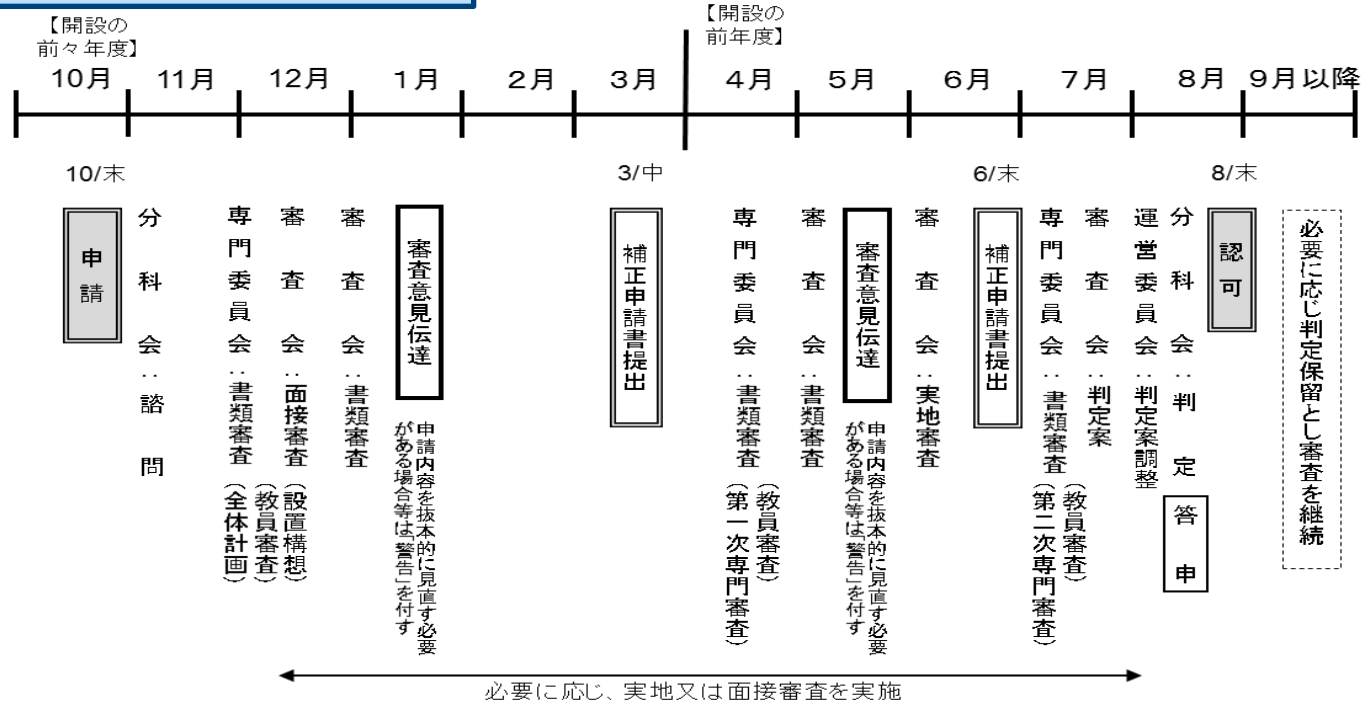 【開設の
前々年度】
【開設の
前年度】
10月
11月
12月
1月
2月
3月
4月
5月
6月
7月
8月
9月以降
10/末
3/中
6/末
8/末
申請
分科会：諮問
専門委員会：書類審査
（教員審査）
（全体計画）
審査会：面接審査
（設置構想）
審査会：書類審査
審査意見伝達
申請内容を抜本的に見直す必要
がある場合等は「警告」を付す
補正申請書提出
専門委員会：書類審査
（教員審査）
（第一次専門審査）
審査会：書類審査
審査意見伝達
申請内容を抜本的に見直す必要
がある場合等は「警告」を付す
審査会：実地審査
補正申請書提出
専門委員会：書類審査
（教員審査）
（第二次専門審査）
審査会：判定案
運営委員会：判定案調整
分科会：判定
答申
認可
必要に応じ判定保留とし審査を継続
必要に応じ、実地又は面接審査を実施